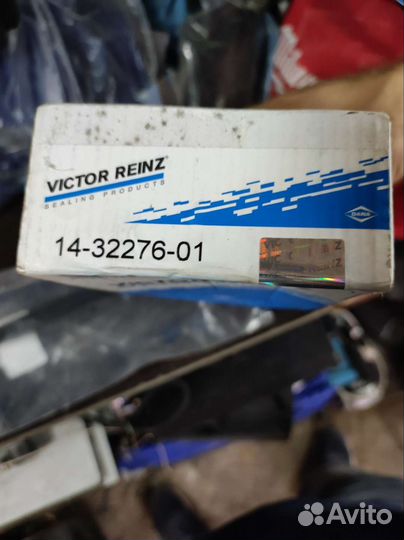 VICTOR REINZ®
SEALING PRODUCTS
DANA
14-32276-01
Avito